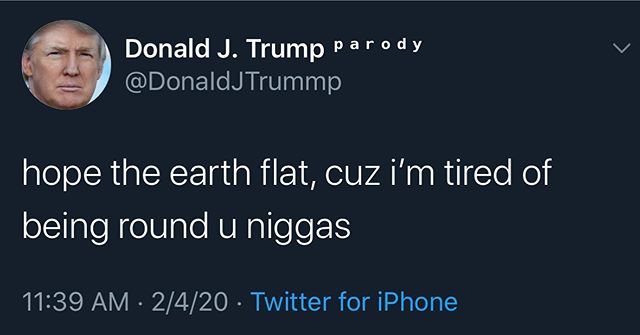 Donald J. Trump parody
@DonaldJTrummp
hope the earth flat, cuz i’m tired of
being round u niggas
11:39 AM · 2/4/20 · Twitter for iPhone